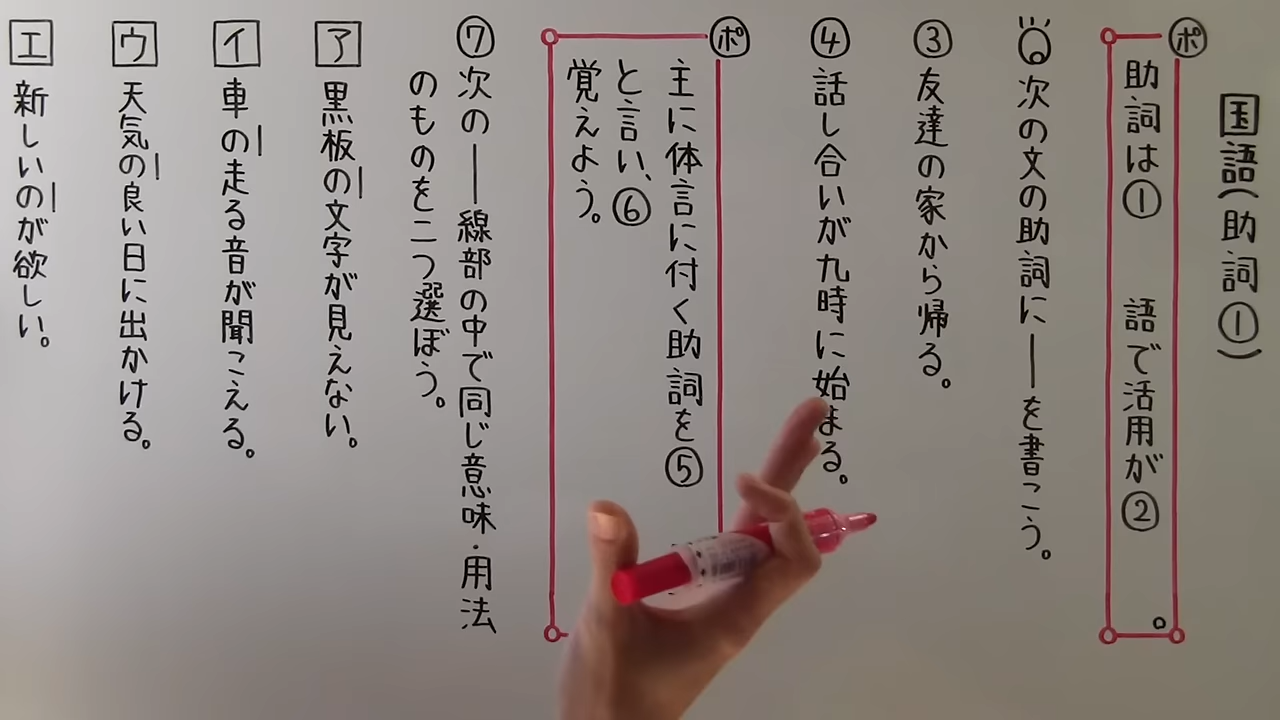 国語(助詞①)
ポ
助詞は① 語で活用が② 。
次の文の助詞に――を書こう。
③友達の家から帰る。
④話し合いが九時に始まる。
ポ
主に体言に付く助詞を⑤
と言い、⑥
覚えよう。
⑦次の――線部の中で同じ意味・用法
のものを二つ選ぼう。
ア 黒板の文字が見えない。
イ 車の走る音が聞こえる。
ウ 天気の良い日に出かける。
エ 新しいのが欲しい。